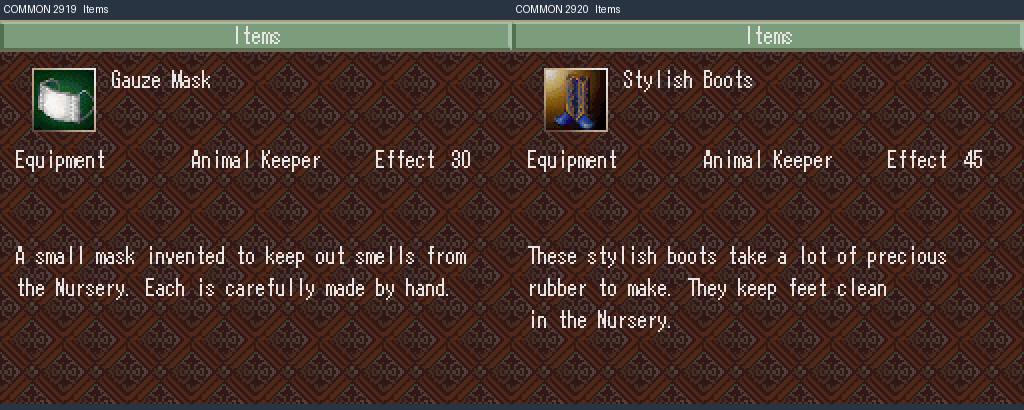 COMMON 2919 Items
Items
Gauze Mask
Equipment Animal Keeper Effect 30
A small mask invented to keep out smells from
the Nursery. Each is carefully made by hand.
COMMON 2920 Items
Items
Stylish Boots
Equipment Animal Keeper Effect 45
These stylish boots take a lot of precious
rubber to make. They keep feet clean
in the Nursery.